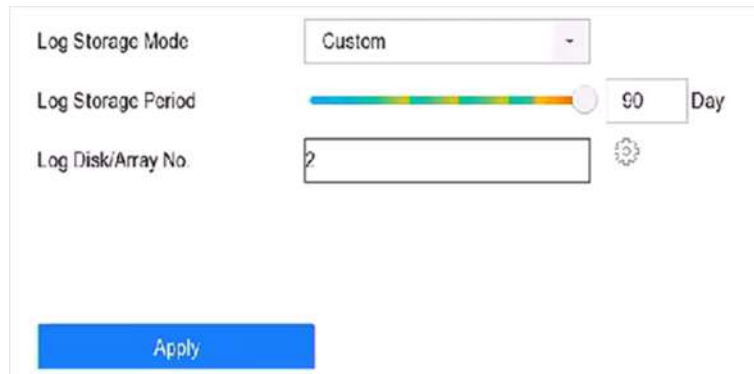 Log Storage Mode Custom
Log Storage Period 90 Day
Log Disk/Array No. 2
Apply